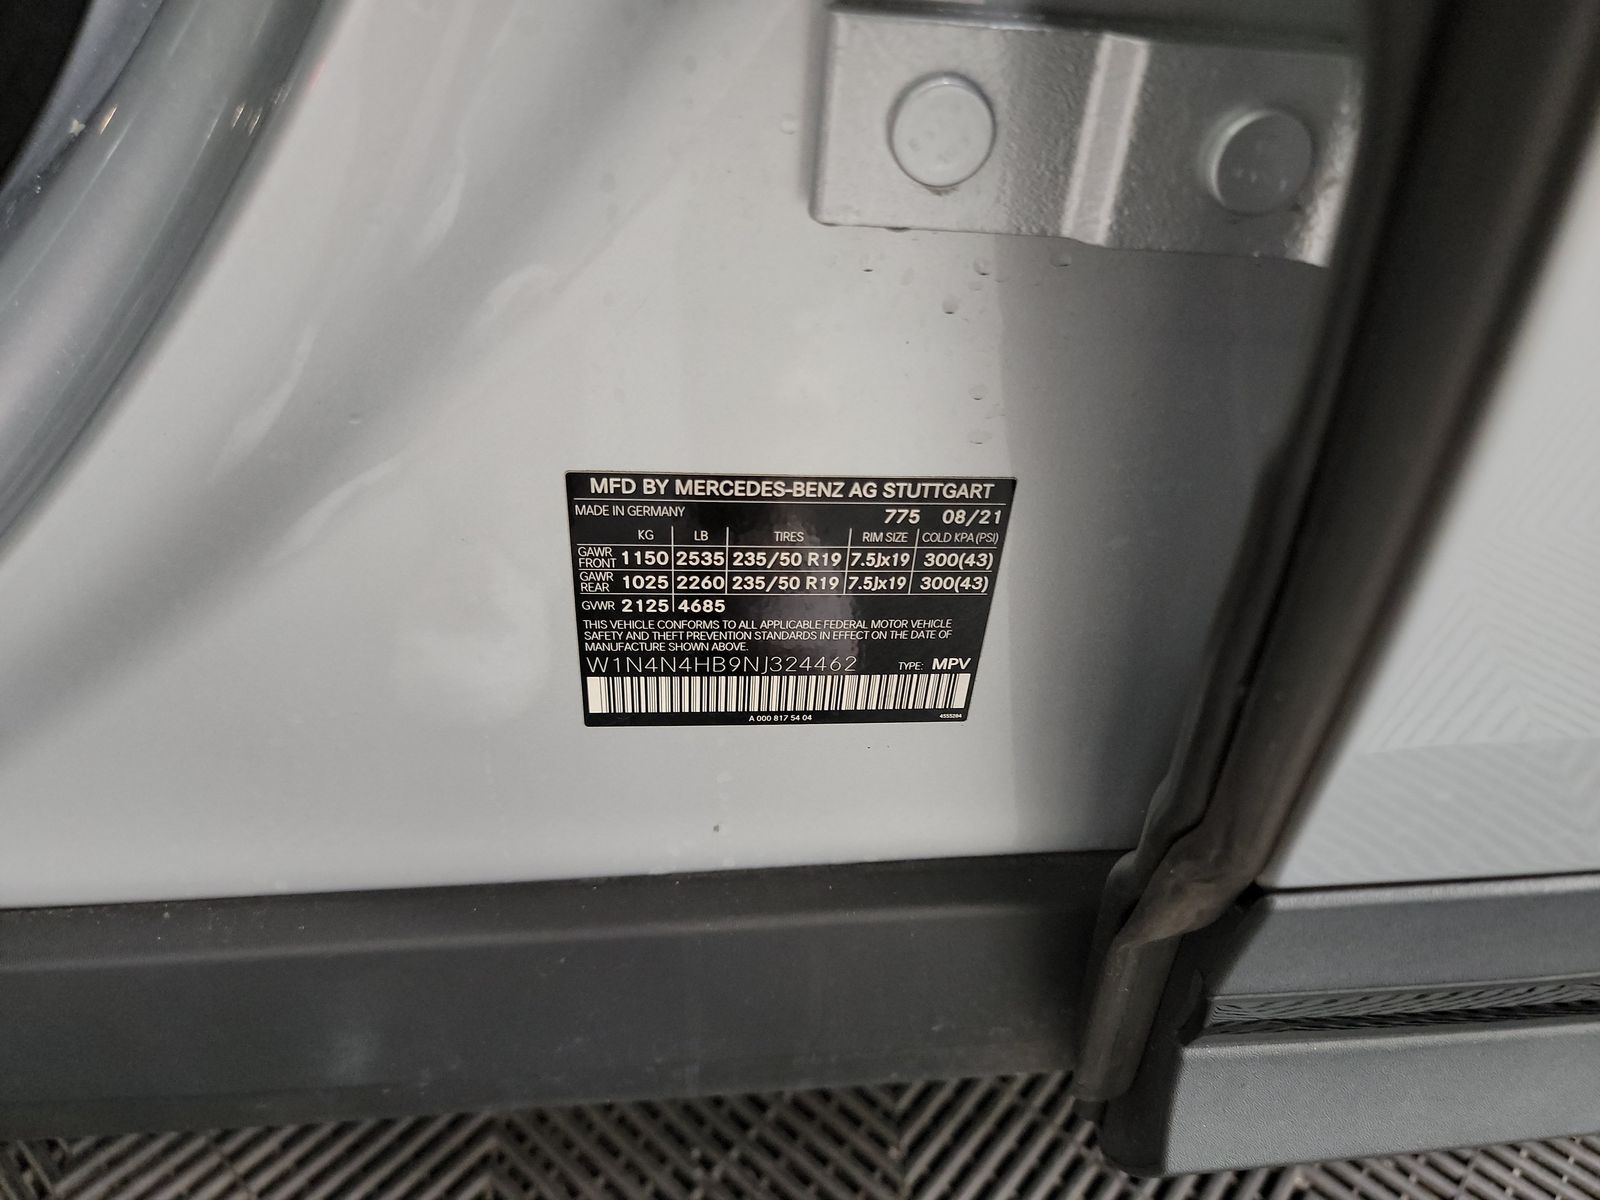 MFD BY MERCEDES-BENZ AG STUTTGART
MADE IN GERMANY 775 08/21
KG LB TIRES RIM SIZE COLD KPA (PSI)
GAWR FRONT 1150 2535 235/50 R19 7.5Jx19 300(43)
GAWR REAR 1025 2260 235/50 R19 7.5Jx19 300(43)
GVWR 2125 4685
THIS VEHICLE CONFORMS TO ALL APPLICABLE FEDERAL MOTOR VEHICLE
SAFETY AND THEFT PREVENTION STANDARDS IN EFFECT ON THE DATE OF
MANUFACTURE SHOWN ABOVE.
W1N4N4HB9NJ324462 TYPE: MPV
A 000 817 54 04 4555204